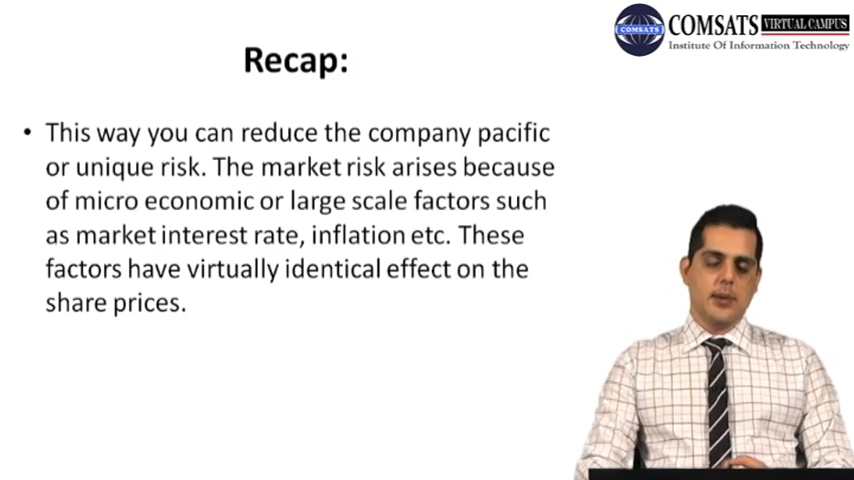 COMSATS VIRTUAL CAMPUS
COMSATS
Institute Of Information Technology
Recap:
• This way you can reduce the company pacific
or unique risk. The market risk arises because
of micro economic or large scale factors such
as market interest rate, inflation etc. These
factors have virtually identical effect on the
share prices.